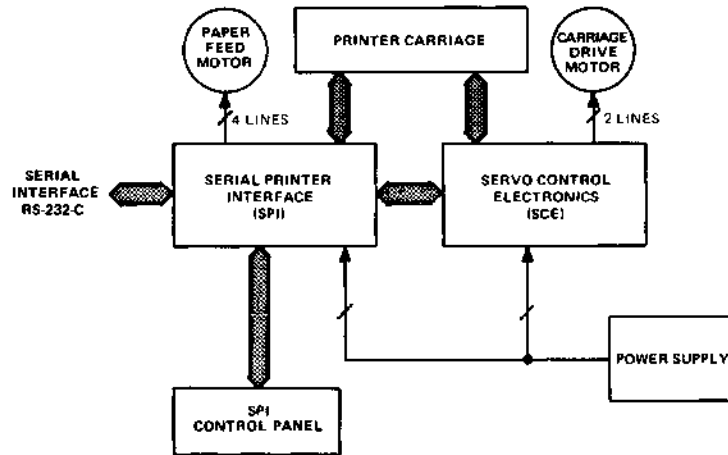 PAPER
FEED
MOTOR
PRINTER CARRIAGE
CARRIAGE
DRIVE
MOTOR
4 LINES
2 LINES
SERIAL
INTERFACE
RS-232-C
SERIAL PRINTER
INTERFACE
(SPI)
SERVO CONTROL
ELECTRONICS
(SCE)
POWER SUPPLY
SPI
CONTROL PANEL